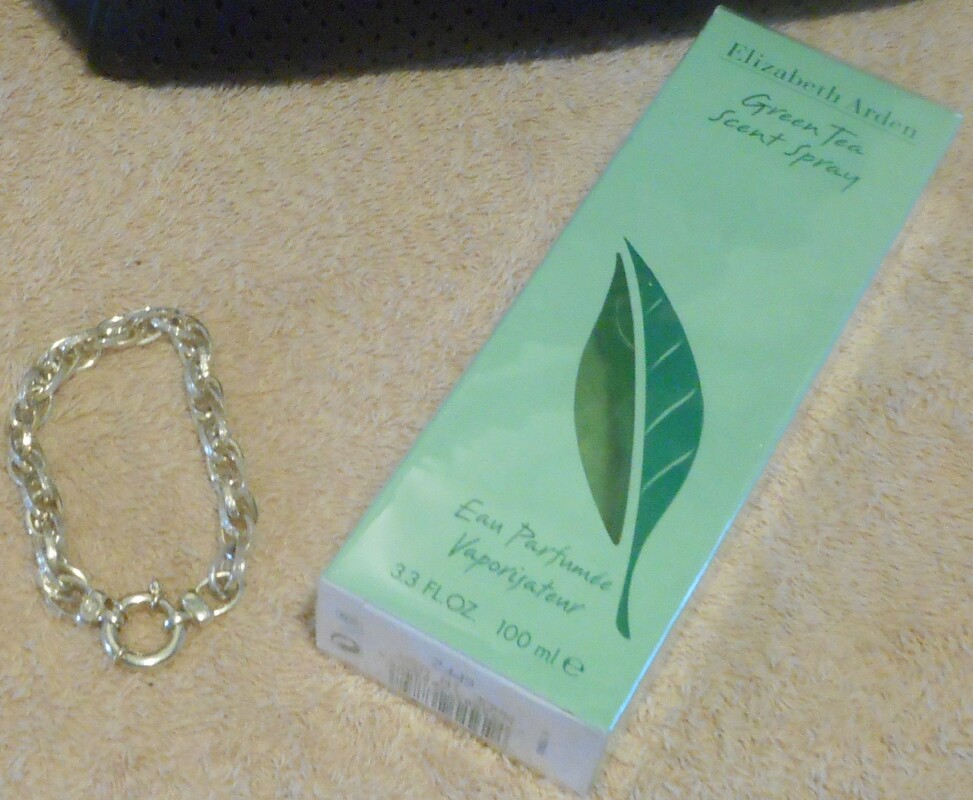 Elizabeth Arden
Green Tea
Scent Spray
Eau Parfumée
Vaporisateur
3.3 FL.OZ. 100 ml ℮